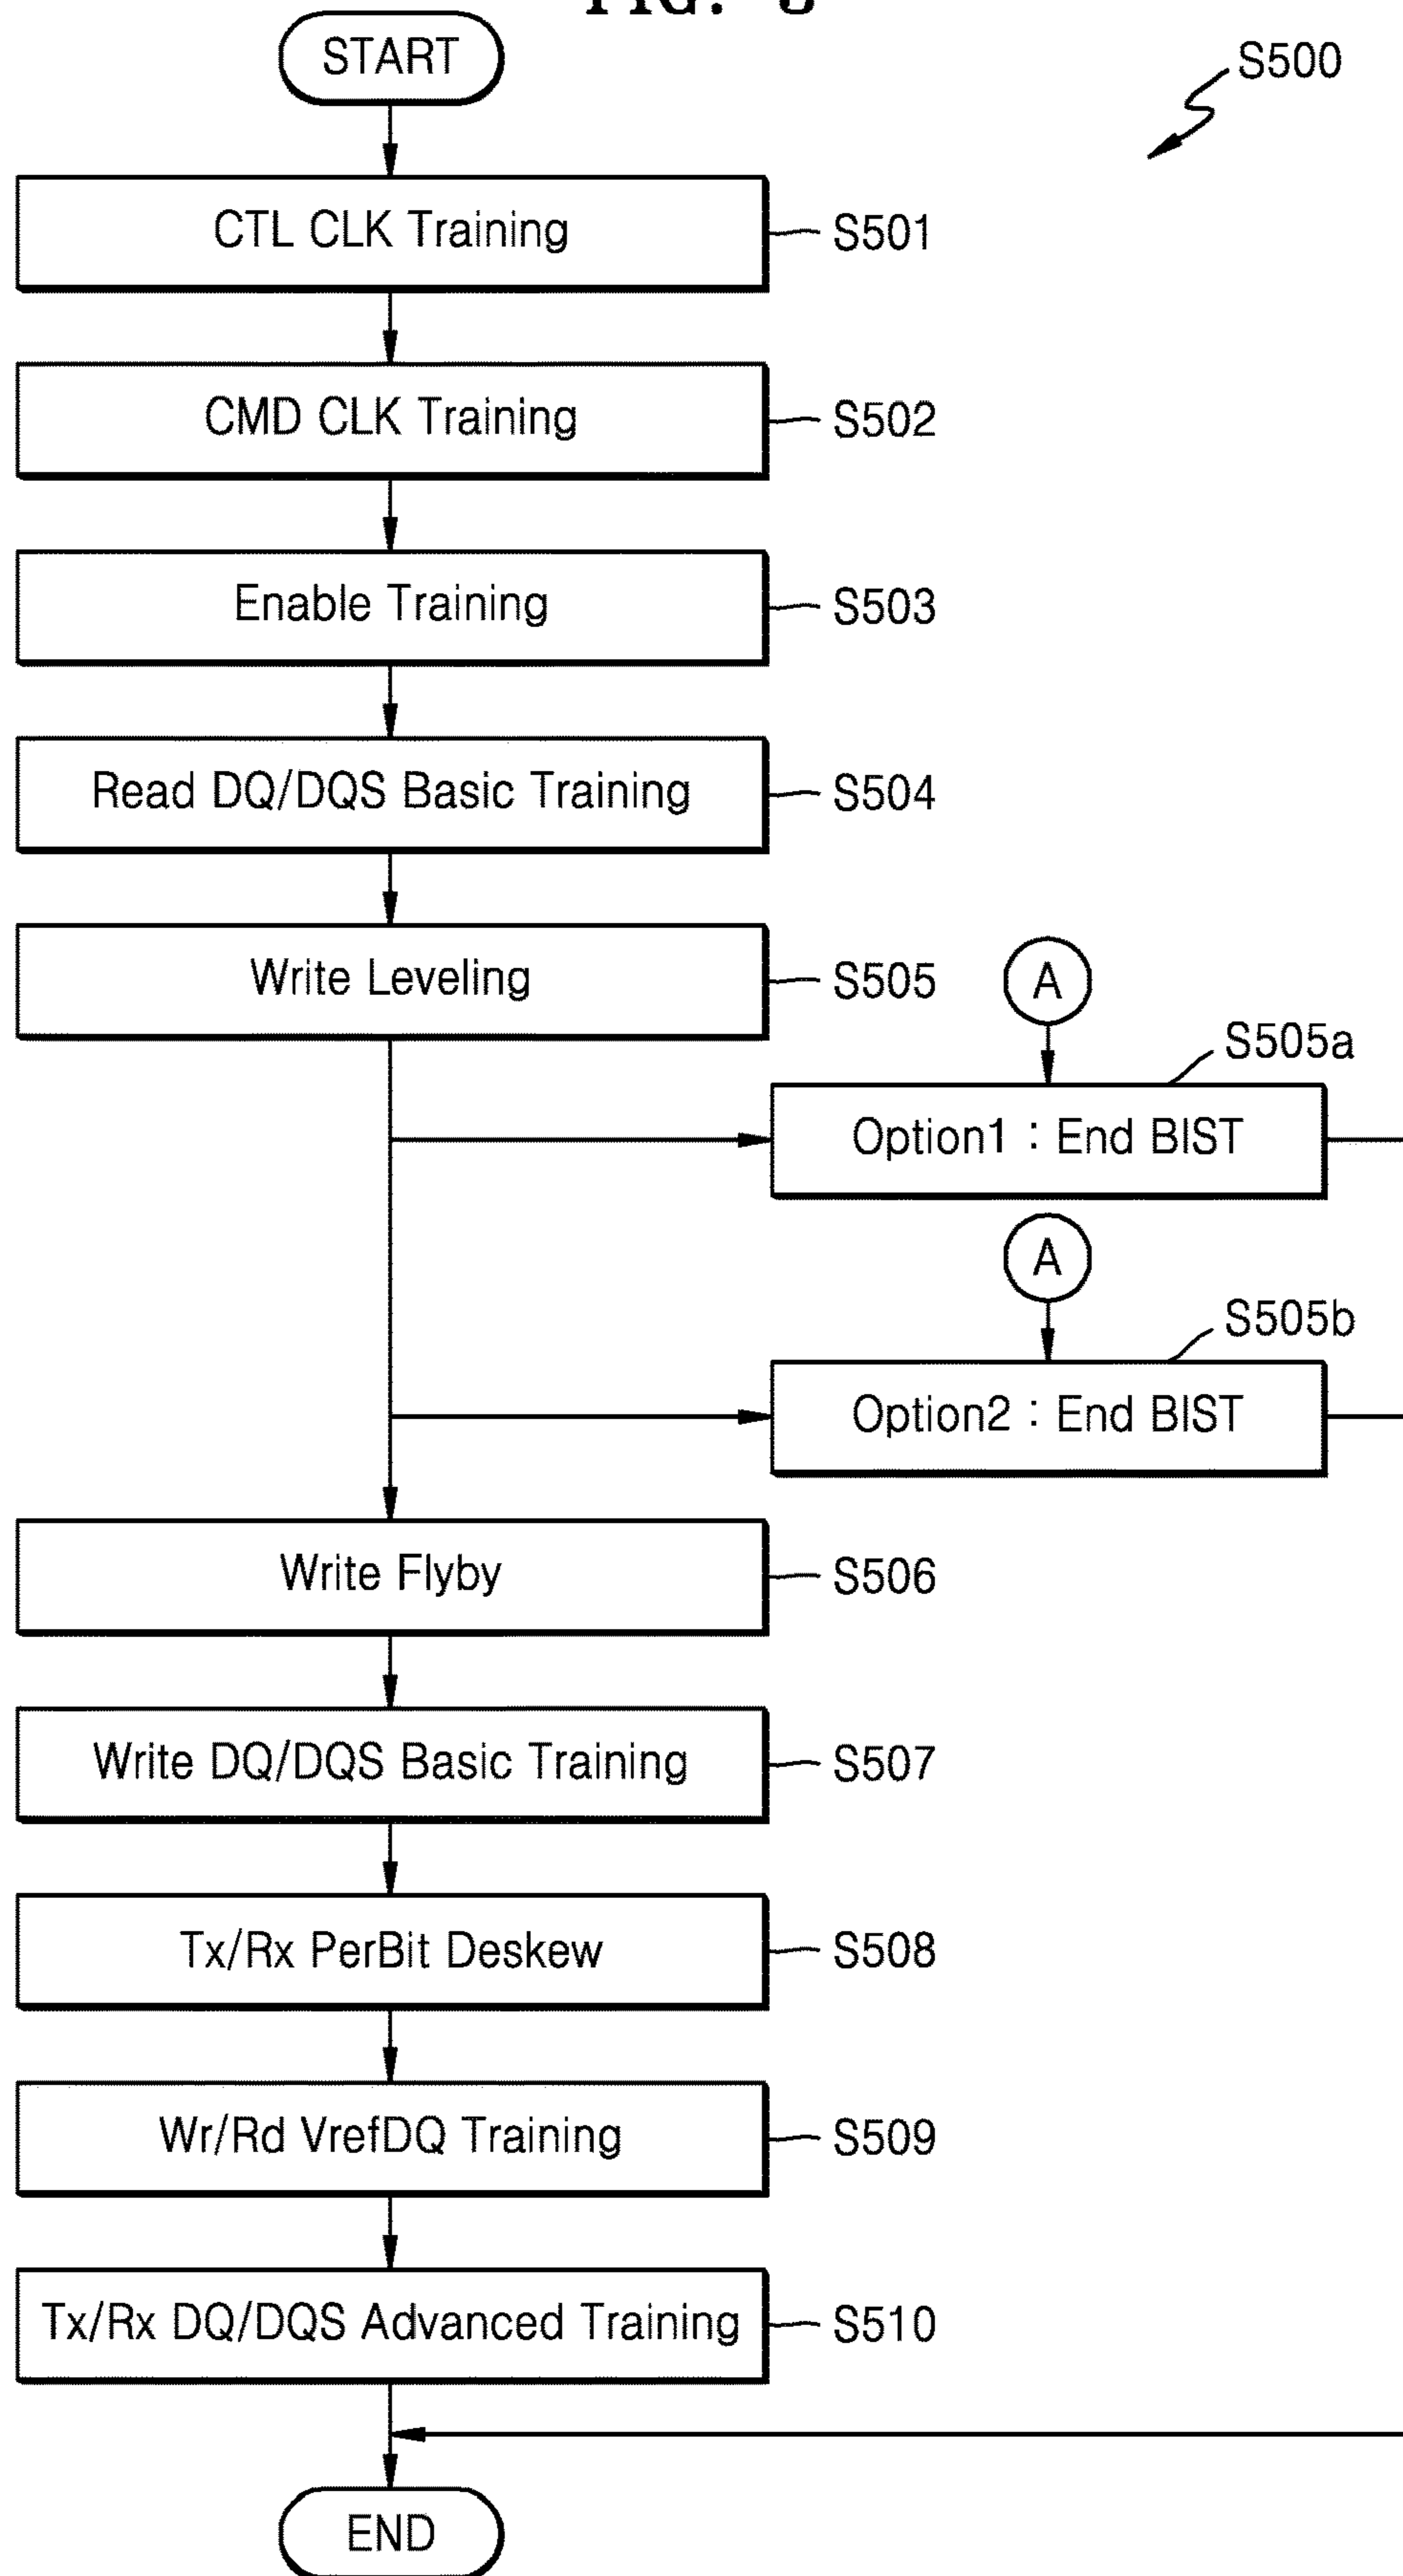 FIG.
START
S500
CTL CLK Training
S501
CMD CLK Training
S502
Enable Training
S503
Read DQ/DQS Basic Training
S504
Write Leveling
S505
A
S505a
Option1 : End BIST
A
S505b
Option2 : End BIST
Write Flyby
S506
Write DQ/DQS Basic Training
S507
Tx/Rx PerBit Deskew
S508
Wr/Rd VrefDQ Training
S509
Tx/Rx DQ/DQS Advanced Training
S510
END